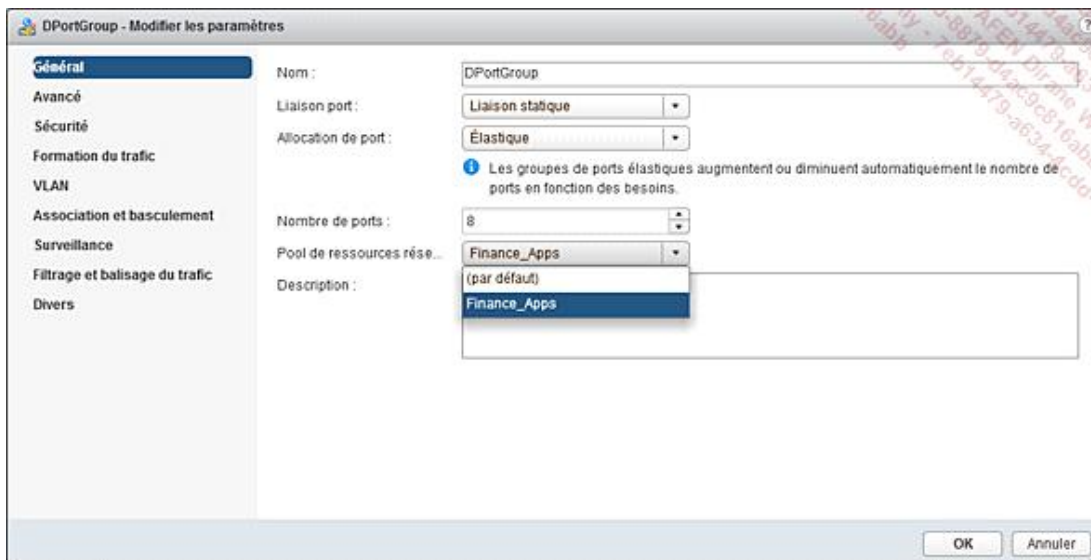 DPortGroup - Modifier les paramètres
?
Général
Avancé
Sécurité
Formation du trafic
VLAN
Association et basculement
Surveillance
Filtrage et balisage du trafic
Divers
Nom :
DPortGroup
Liaison port :
Liaison statique
Allocation de port :
Élastique
Les groupes de ports élastiques augmentent ou diminuent automatiquement le nombre de
ports en fonction des besoins.
Nombre de ports :
8
Pool de ressources rése...
Finance_Apps
(par défaut)
Finance_Apps
Description :
OK
Annuler